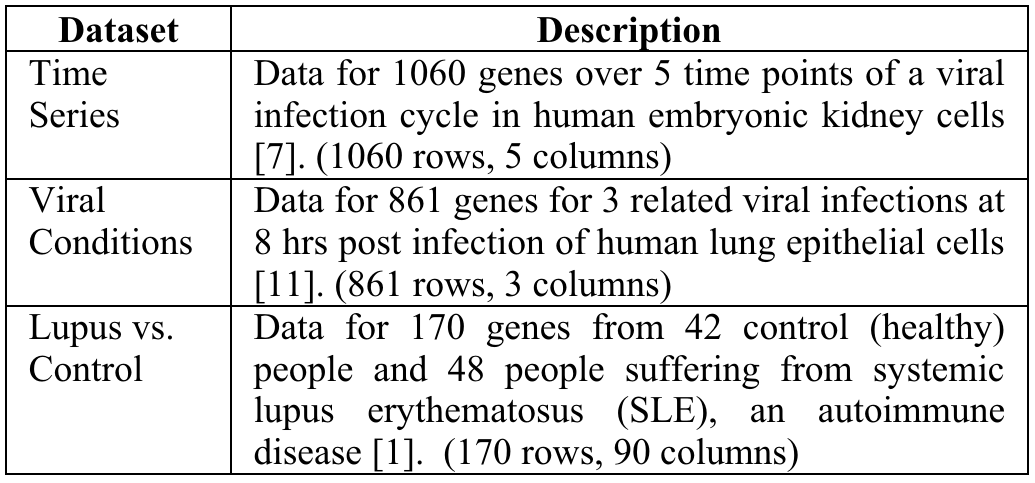 Dataset Description
Time Data for 1060 genes over 5 time points of a viral
Series infection cycle in human embryonic kidney cells
[7]. (1060 rows, 5 columns)
Viral Data for 861 genes for 3 related viral infections at
Conditions 8 hrs post infection of human lung epithelial cells
[11]. (861 rows, 3 columns)
Lupus vs. Data for 170 genes from 42 control (healthy)
Control people and 48 people suffering from systemic
lupus erythematosus (SLE), an autoimmune
disease [1]. (170 rows, 90 columns)